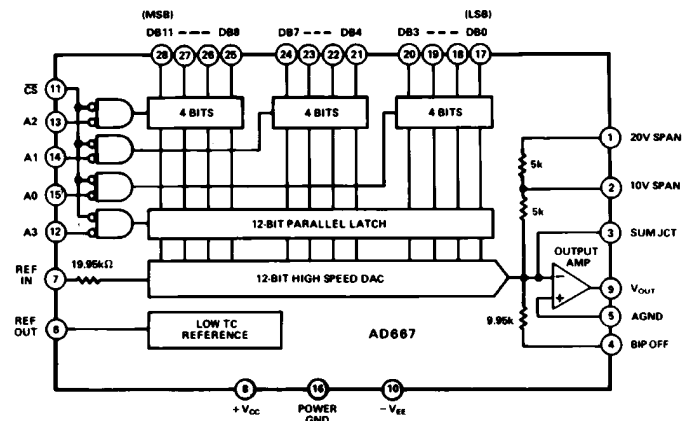 (MSB) (LSB)
DB11 ---- DB8 DB7 ---- DB4 DB3 ---- DB0
28 27 26 25 24 23 22 21 20 19 18 17
CS 11
4 BITS 4 BITS 4 BITS
A2 13
A1 14
A0 15
A3 12
12-BIT PARALLEL LATCH
REF IN 7 19.95kΩ
12-BIT HIGH SPEED DAC
REF OUT 6
LOW TC REFERENCE
AD667
5k
5k
9.95k
OUTPUT AMP
- +
1 20V SPAN
2 10V SPAN
3 SUM JCT
9 VOUT
5 AGND
4 BIP OFF
8 16 10
+ VCC POWER GND - VEE